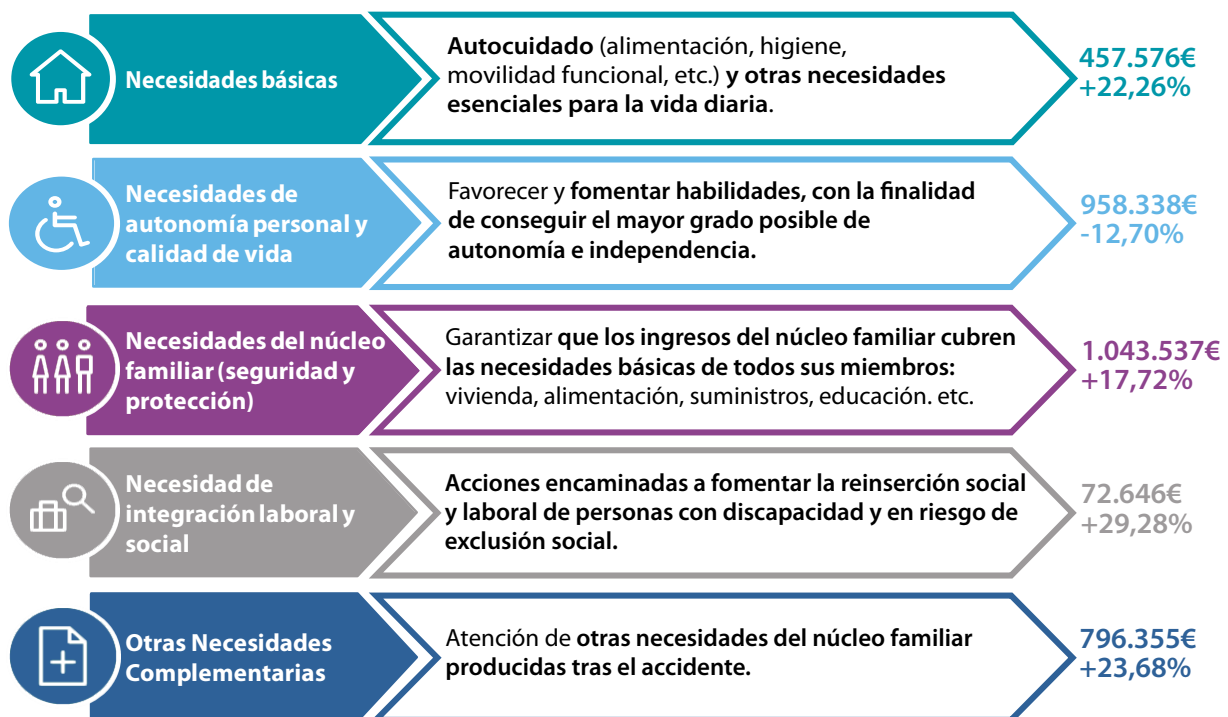 Necesidades básicas
Autocuidado (alimentación, higiene,
movilidad funcional, etc.) y otras necesidades
esenciales para la vida diaria.
457.576€
+22,26%
Necesidades de
autonomía personal y
calidad de vida
Favorecer y fomentar habilidades, con la finalidad
de conseguir el mayor grado posible de
autonomía e independencia.
958.338€
-12,70%
Necesidades del núcleo
familiar (seguridad y
protección)
Garantizar que los ingresos del núcleo familiar cubren
las necesidades básicas de todos sus miembros:
vivienda, alimentación, suministros, educación. etc.
1.043.537€
+17,72%
Necesidad de
integración laboral y
social
Acciones encaminadas a fomentar la reinserción social
y laboral de personas con discapacidad y en riesgo de
exclusión social.
72.646€
+29,28%
Otras Necesidades
Complementarias
Atención de otras necesidades del núcleo familiar
producidas tras el accidente.
796.355€
+23,68%